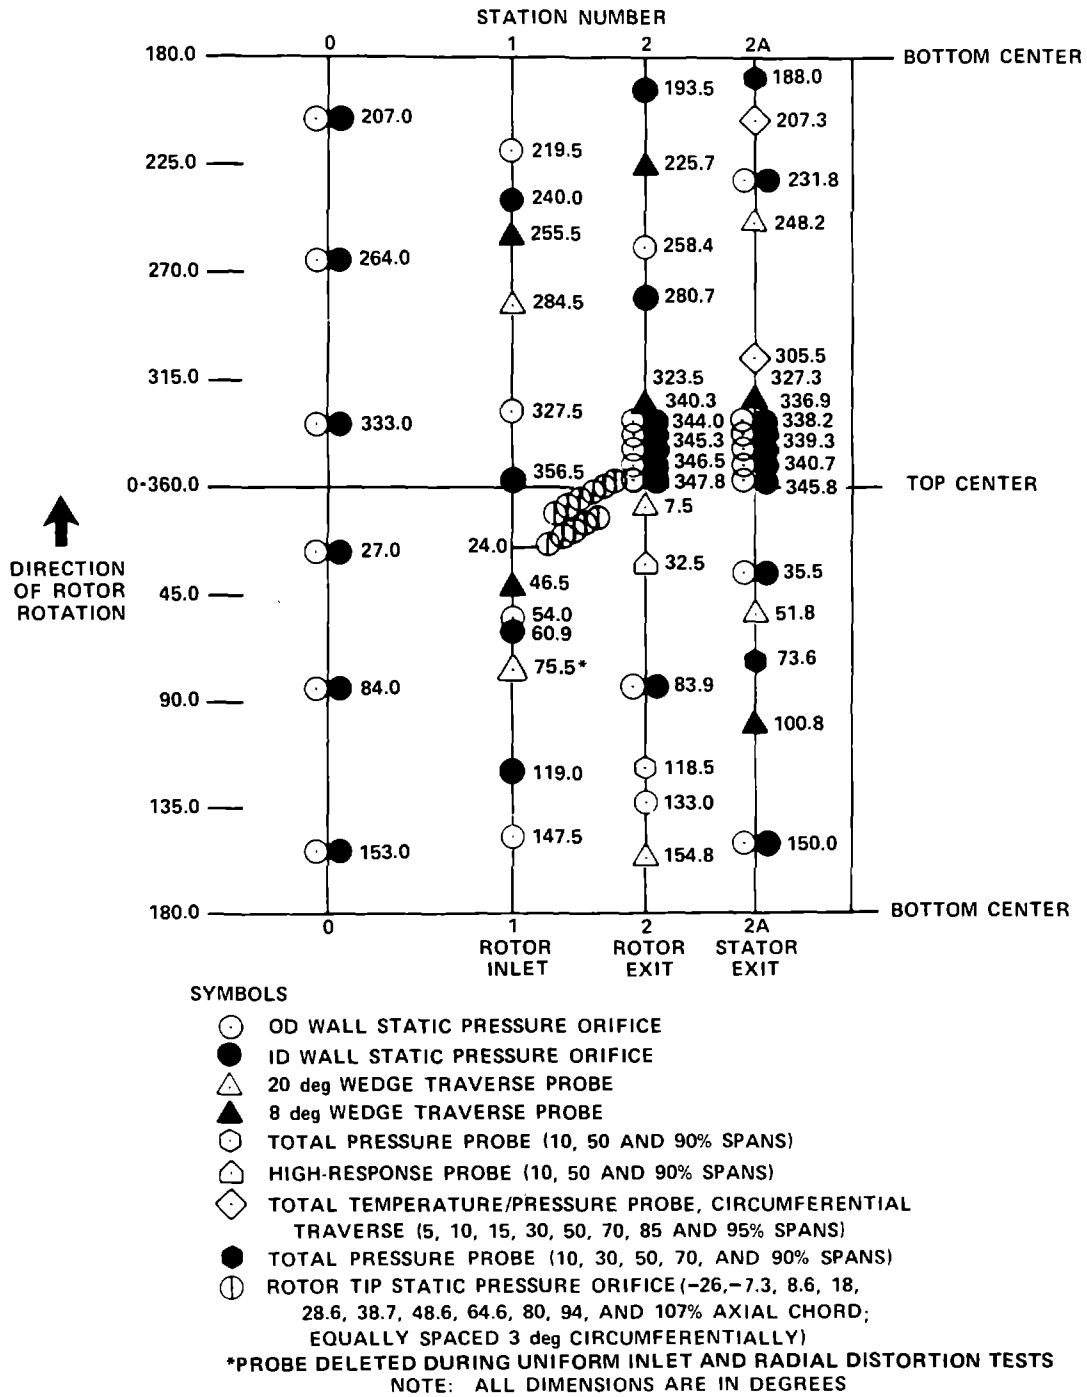 STATION NUMBER
0 1 2 2A
180.0 BOTTOM CENTER
188.0
193.5
207.0 207.3
219.5
225.0 225.7
231.8
240.0
248.2
255.5
258.4
264.0
270.0
280.7
284.5
305.5
315.0 323.5 327.3
340.3 336.9
327.5 344.0 338.2
333.0 345.3 339.3
346.5 340.7
356.5 347.8 345.8
0-360.0 TOP CENTER
7.5
24.0
DIRECTION
OF ROTOR
ROTATION
27.0 32.5 35.5
45.0 46.5
54.0 51.8
60.9
75.5* 73.6
84.0 83.9
90.0
100.8
119.0 118.5
135.0 133.0
147.5 150.0
153.0 154.8
180.0 BOTTOM CENTER
0 1 2 2A
ROTOR ROTOR STATOR
INLET EXIT EXIT
SYMBOLS
OD WALL STATIC PRESSURE ORIFICE
ID WALL STATIC PRESSURE ORIFICE
20 deg WEDGE TRAVERSE PROBE
8 deg WEDGE TRAVERSE PROBE
TOTAL PRESSURE PROBE (10, 50 AND 90% SPANS)
HIGH-RESPONSE PROBE (10, 50 AND 90% SPANS)
TOTAL TEMPERATURE/PRESSURE PROBE, CIRCUMFERENTIAL
TRAVERSE (5, 10, 15, 30, 50, 70, 85 AND 95% SPANS)
TOTAL PRESSURE PROBE (10, 30, 50, 70, AND 90% SPANS)
ROTOR TIP STATIC PRESSURE ORIFICE (-26,-7.3, 8.6, 18,
28.6, 38.7, 48.6, 64.6, 80, 94, AND 107% AXIAL CHORD;
EQUALLY SPACED 3 deg CIRCUMFERENTIALLY)
*PROBE DELETED DURING UNIFORM INLET AND RADIAL DISTORTION TESTS
NOTE: ALL DIMENSIONS ARE IN DEGREES